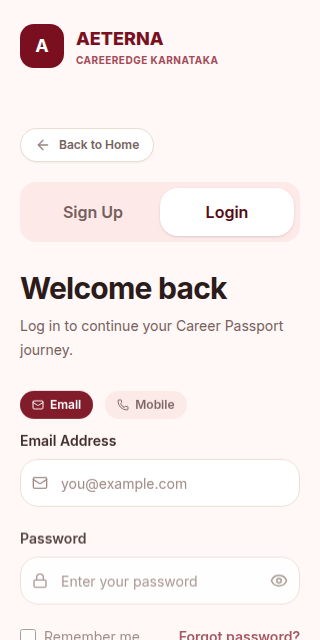 A
AETERNA
CAREEREDGE KARNATAKA
Back to Home
Sign Up
Login
Welcome back
Log in to continue your Career Passport
journey.
Email
Mobile
Email Address
you@example.com
Password
Enter your password
Remember me
Forgot password?